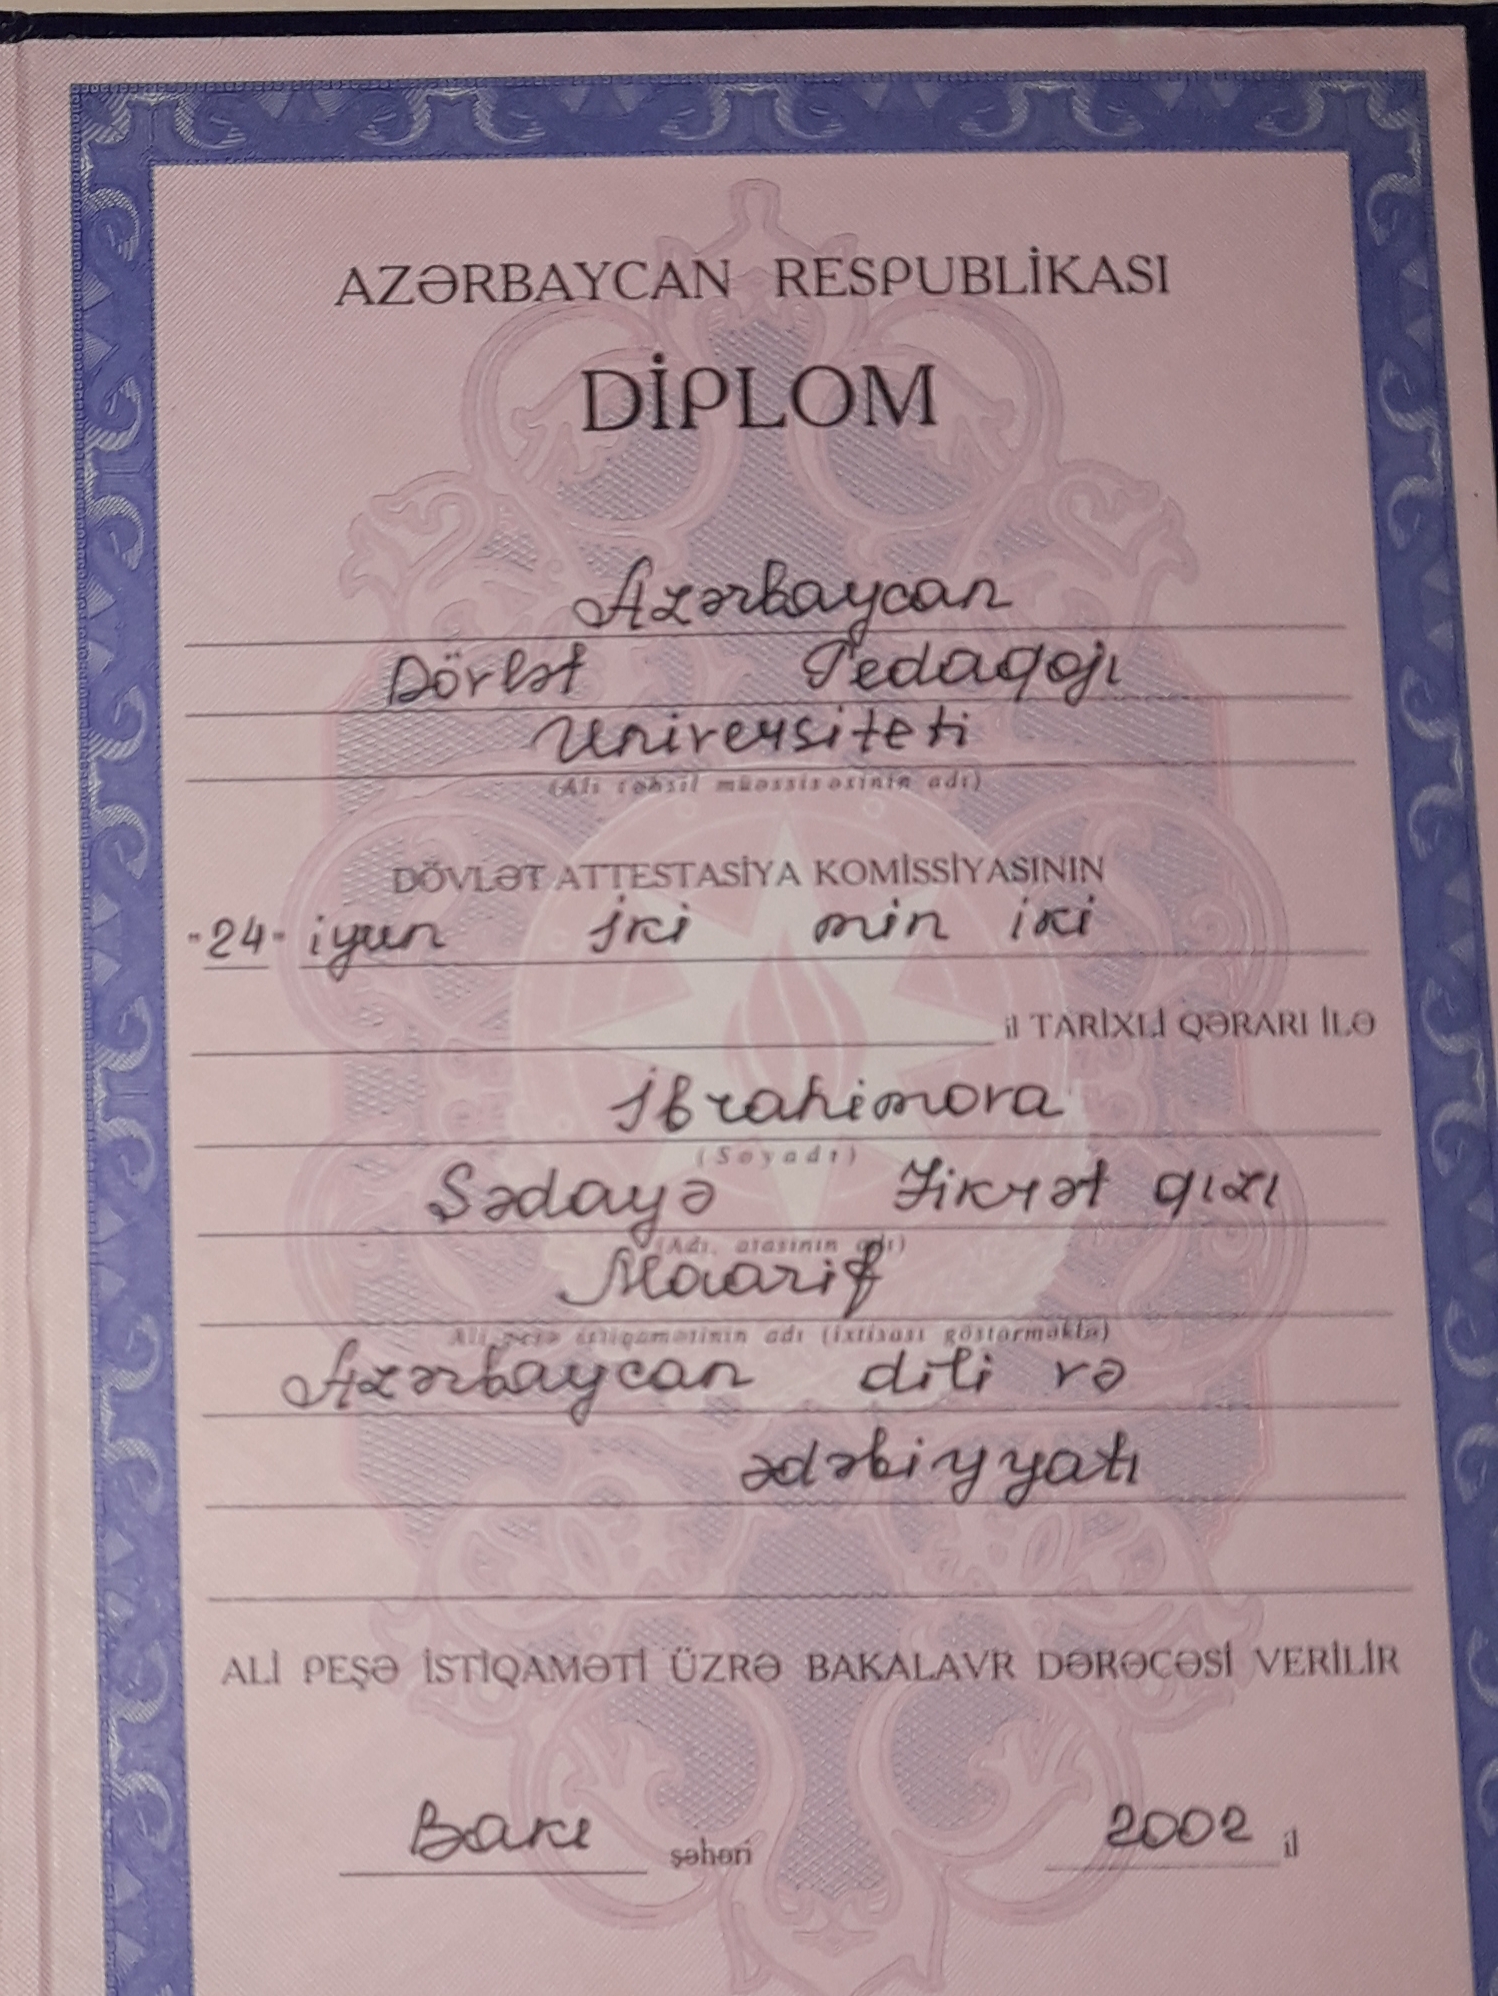 AZƏRBAYCAN RESPUBLİKASI
DİPLOM
Azərbaycan
Dövlət Pedaqoji
Universiteti
(Ali təhsil müəssisəsinin adı)
DÖVLƏT ATTESTASİYA KOMİSSİYASININ
"24" iyun iki min iki
il TARİXLİ QƏRARI İLƏ
İbrahimova
(Soyadı)
Sədayə Fikrət qızı
(Adı, atasının adı)
Maarif
Ali peşə istiqamətinin adı (ixtisası göstərməklə)
Azərbaycan dili və
ədəbiyyatı
ALİ PEŞƏ İSTİQAMƏTİ ÜZRƏ BAKALAVR DƏRƏCƏSİ VERİLİR
Bakı şəhəri 2002 il